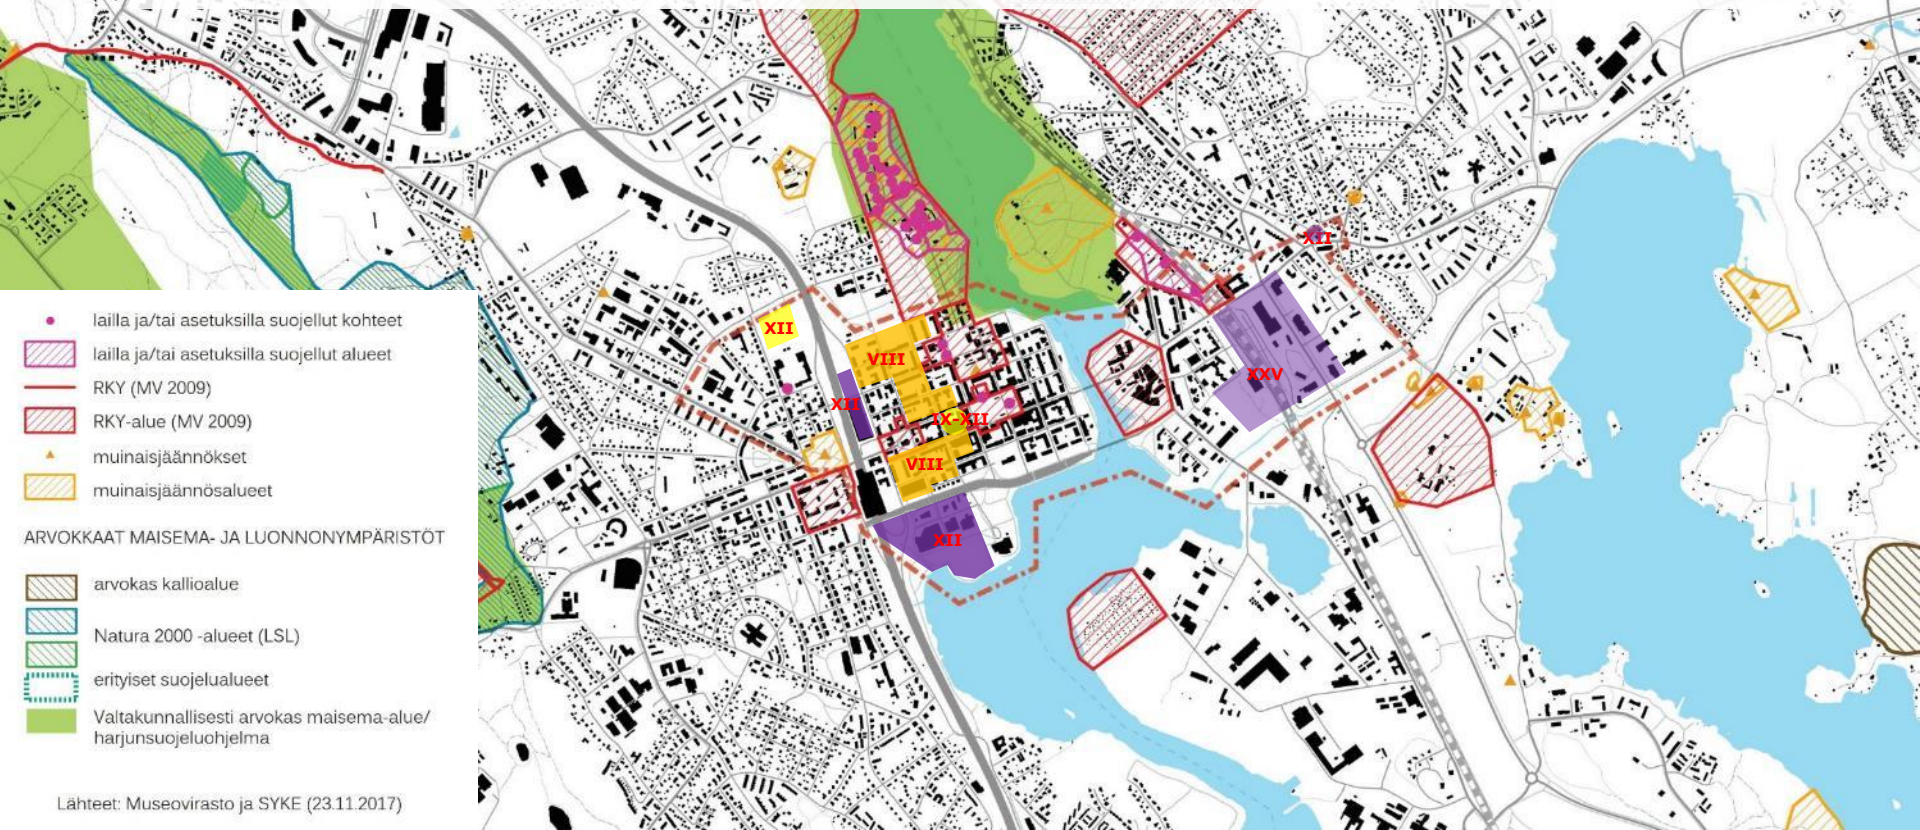 lailla ja/tai asetuksilla suojellut kohteet
lailla ja/tai asetuksilla suojellut alueet
RKY (MV 2009)
RKY-alue (MV 2009)
muinaisjäännökset
muinaisjäännösalueet
ARVOKKAAT MAISEMA- JA LUONNONYMPÄRISTÖT
arvokas kallioalue
Natura 2000 -alueet (LSL)
erityiset suojelualueet
Valtakunnallisesti arvokas maisema-alue/
harjunsuojeluohjelma
Lähteet: Museovirasto ja SYKE (23.11.2017)
XII
XII
VIII
XXV
XII
IX-XII
VIII
XII